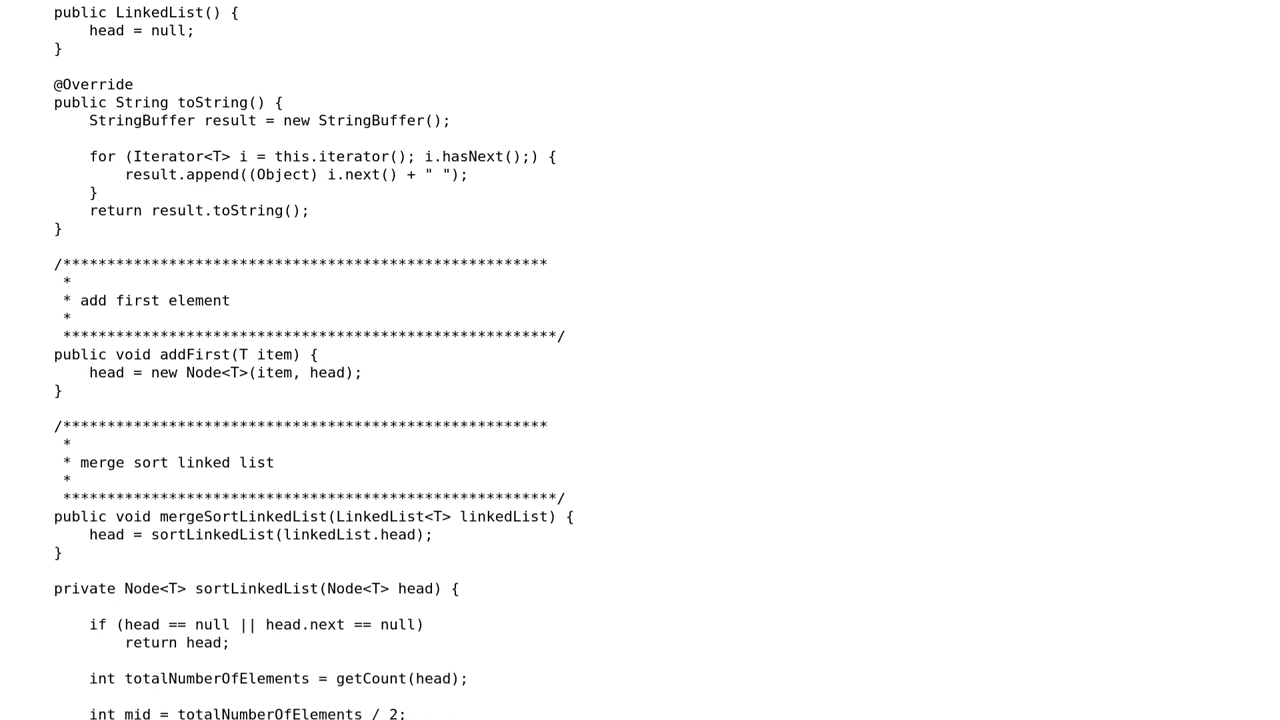 public LinkedList() {
    head = null;
}

@Override
public String toString() {
    StringBuffer result = new StringBuffer();

    for (Iterator<T> i = this.iterator(); i.hasNext();) {
        result.append((Object) i.next() + " ");
    }
    return result.toString();
}

/*******************************************************
 *
 * add first element
 *
 ********************************************************/
public void addFirst(T item) {
    head = new Node<T>(item, head);
}

/*******************************************************
 *
 * merge sort linked list
 *
 ********************************************************/
public void mergeSortLinkedList(LinkedList<T> linkedList) {
    head = sortLinkedList(linkedList.head);
}

private Node<T> sortLinkedList(Node<T> head) {

    if (head == null || head.next == null)
        return head;

    int totalNumberOfElements = getCount(head);

    int mid = totalNumberOfElements / 2;